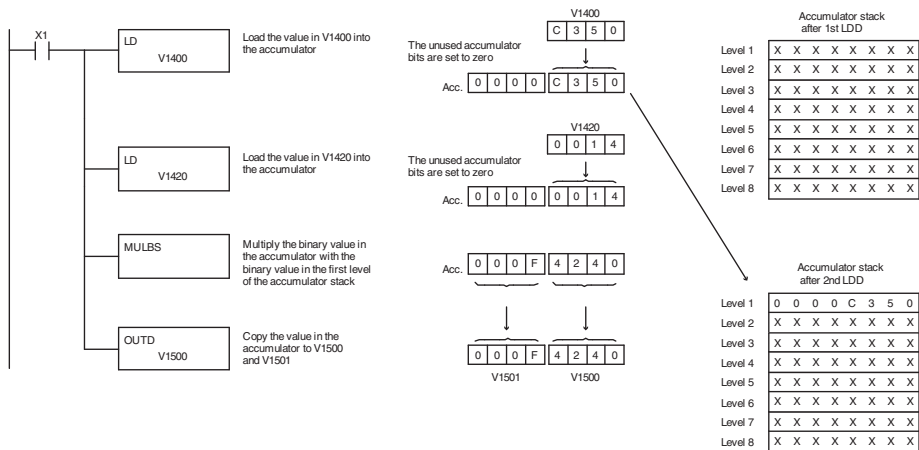 X1
LD
V1400
Load the value in V1400 into
the accumulator
V1400
C 3 5 0
The unused accumulator
bits are set to zero
Acc. 0 0 0 0 C 3 5 0
LD
V1420
Load the value in V1420 into
the accumulator
V1420
0 0 1 4
The unused accumulator
bits are set to zero
Acc. 0 0 0 0 0 0 1 4
MULBS
Multiply the binary value in
the accumulator with the
binary value in the first level
of the accumulator stack
Acc. 0 0 0 F 4 2 4 0
OUTD
V1500
Copy the value in the
accumulator to V1500
and V1501
0 0 0 F 4 2 4 0
V1501 V1500
Accumulator stack
after 1st LDD
Level 1 X X X X X X X X
Level 2 X X X X X X X X
Level 3 X X X X X X X X
Level 4 X X X X X X X X
Level 5 X X X X X X X X
Level 6 X X X X X X X X
Level 7 X X X X X X X X
Level 8 X X X X X X X X
Accumulator stack
after 2nd LDD
Level 1 0 0 0 0 C 3 5 0
Level 2 X X X X X X X X
Level 3 X X X X X X X X
Level 4 X X X X X X X X
Level 5 X X X X X X X X
Level 6 X X X X X X X X
Level 7 X X X X X X X X
Level 8 X X X X X X X X